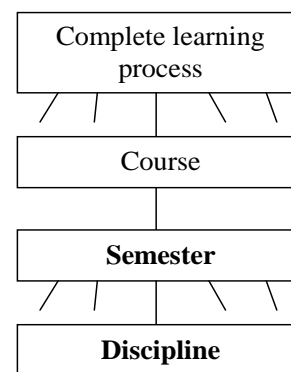 Complete learning
process
Course
Semester
Discipline